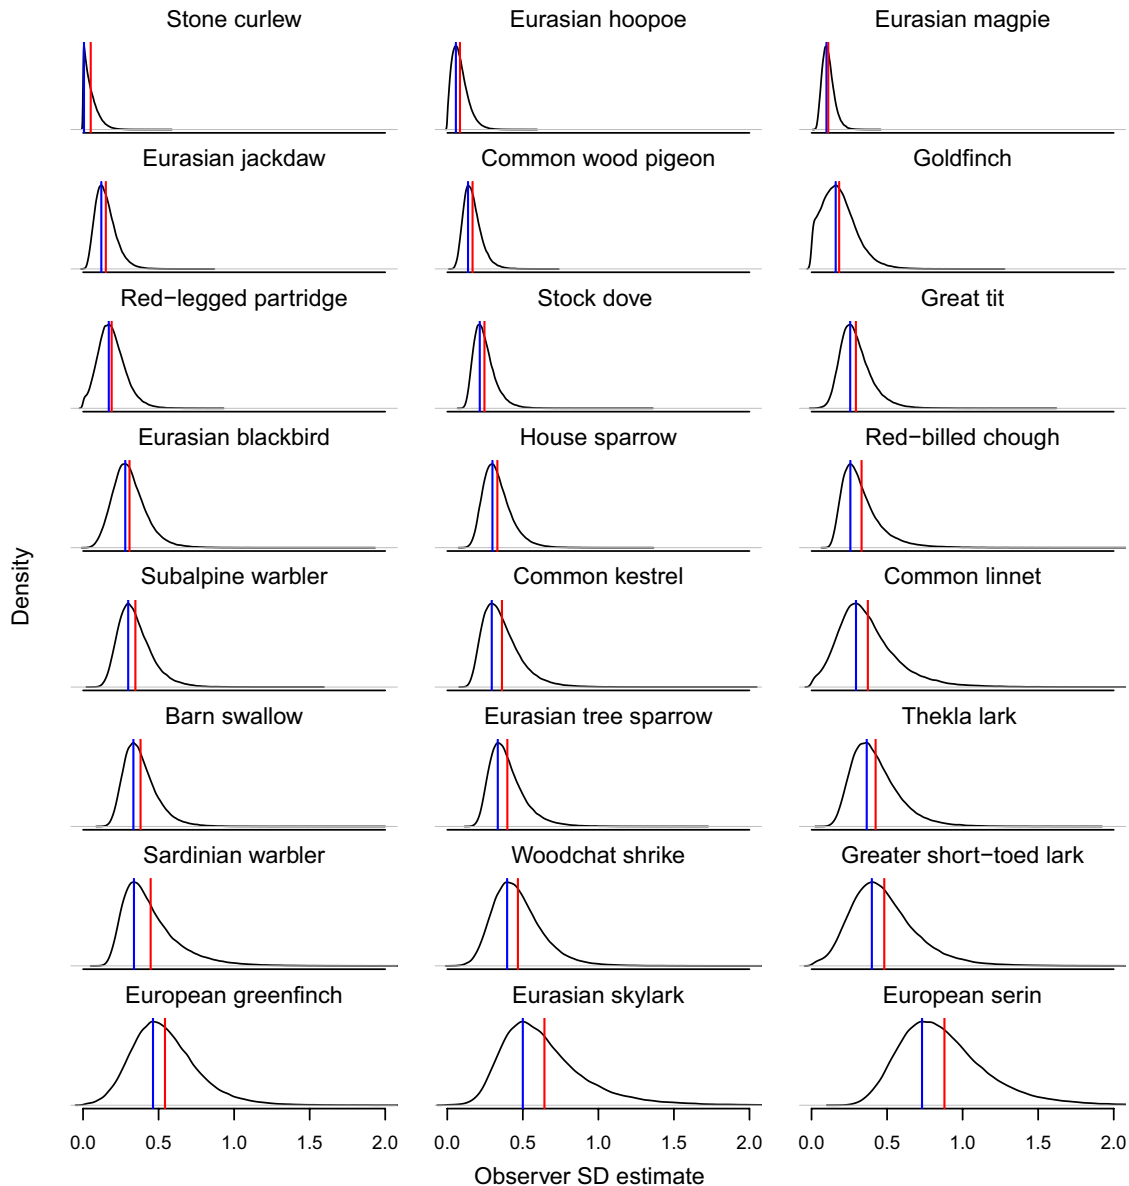 Stone curlew
Eurasian hoopoe
Eurasian magpie
Eurasian jackdaw
Common wood pigeon
Goldfinch
Red−legged partridge
Stock dove
Great tit
Eurasian blackbird
House sparrow
Red−billed chough
Density
Subalpine warbler
Common kestrel
Common linnet
Barn swallow
Eurasian tree sparrow
Thekla lark
Sardinian warbler
Woodchat shrike
Greater short−toed lark
European greenfinch
Eurasian skylark
European serin
0.0 0.5 1.0 1.5 2.0
0.0 0.5 1.0 1.5 2.0
0.0 0.5 1.0 1.5 2.0
Observer SD estimate